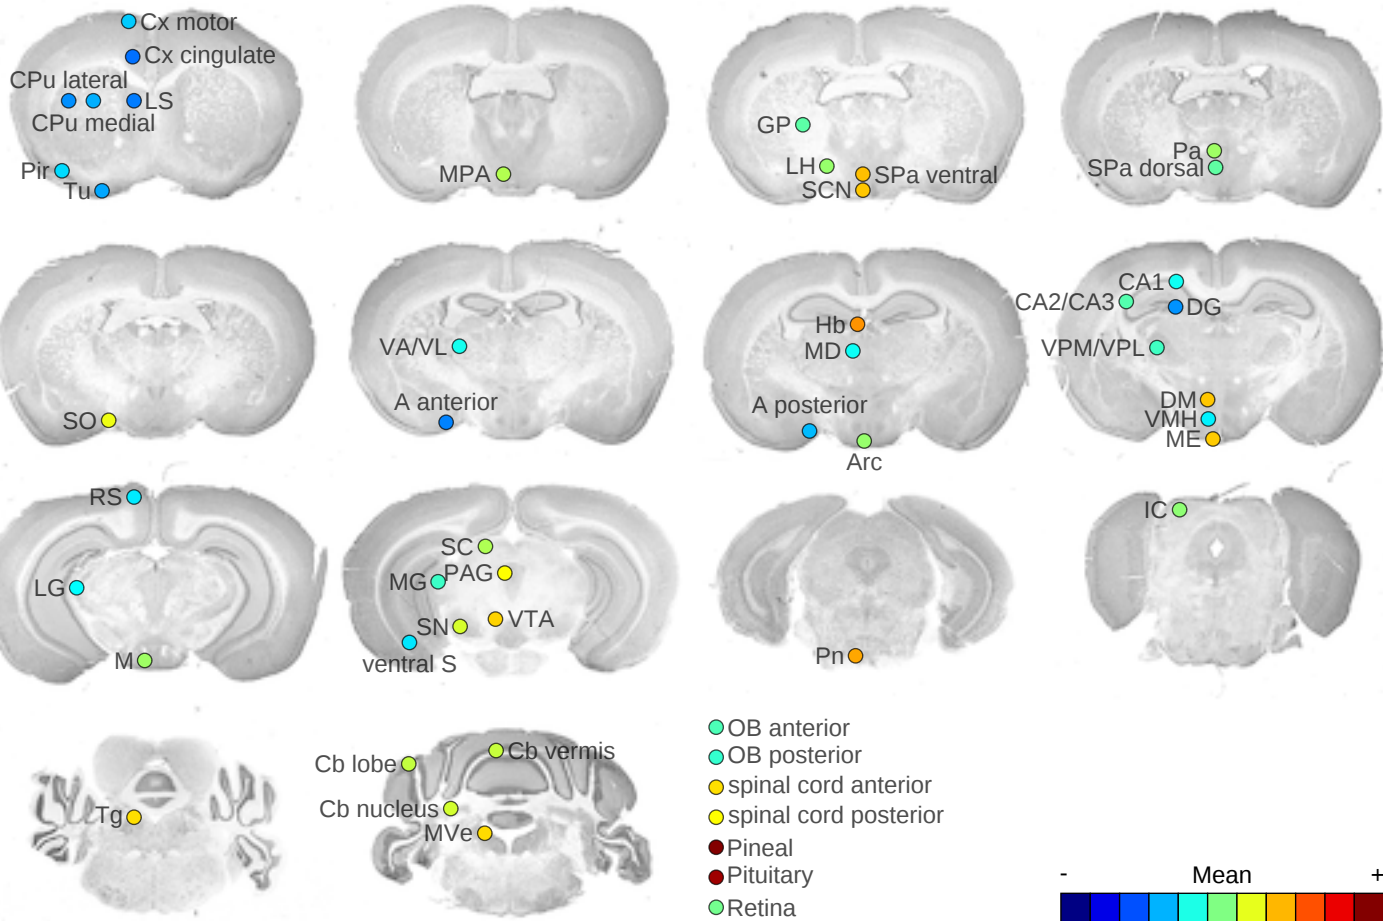 Cx motor
Cx cingulate
CPu lateral
LS
CPu medial
Pir
Tu
MPA
GP
LH
SPa ventral
SCN
Pa
SPa dorsal
SO
VA/VL
A anterior
Hb
MD
A posterior
Arc
CA1
CA2/CA3
DG
VPM/VPL
DM
VMH
ME
RS
LG
M
SC
MG
PAG
SN
VTA
ventral S
Pn
IC
Tg
Cb lobe
Cb vermis
Cb nucleus
MVe
OB anterior
OB posterior
spinal cord anterior
spinal cord posterior
Pineal
Pituitary
Retina
- Mean +